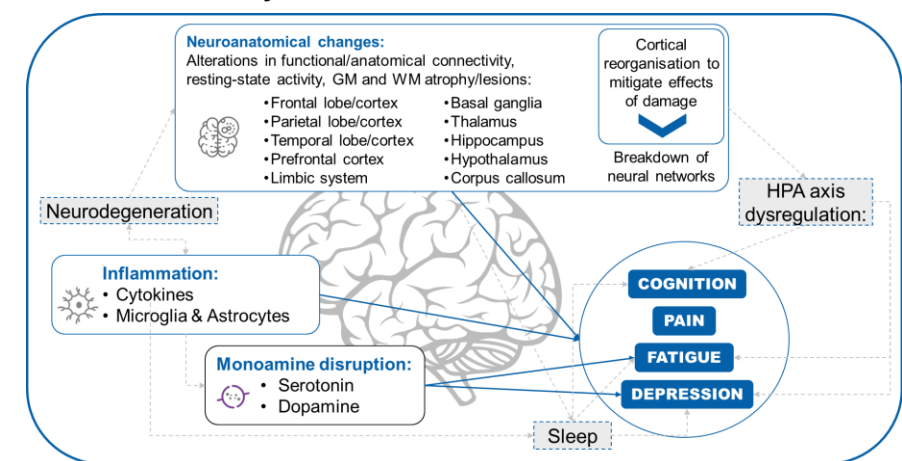 Neuroanatomical changes:
Alterations in functional/anatomical connectivity,
resting-state activity, GM and WM atrophy/lesions:
•Frontal lobe/cortex
•Parietal lobe/cortex
•Temporal lobe/cortex
•Prefrontal cortex
•Limbic system
•Basal ganglia
•Thalamus
•Hippocampus
•Hypothalamus
•Corpus callosum
Cortical
reorganisation to
mitigate effects
of damage
Breakdown of
neural networks
Neurodegeneration
HPA axis
dysregulation:
Inflammation:
• Cytokines
• Microglia & Astrocytes
COGNITION
PAIN
FATIGUE
DEPRESSION
Monoamine disruption:
• Serotonin
• Dopamine
Sleep